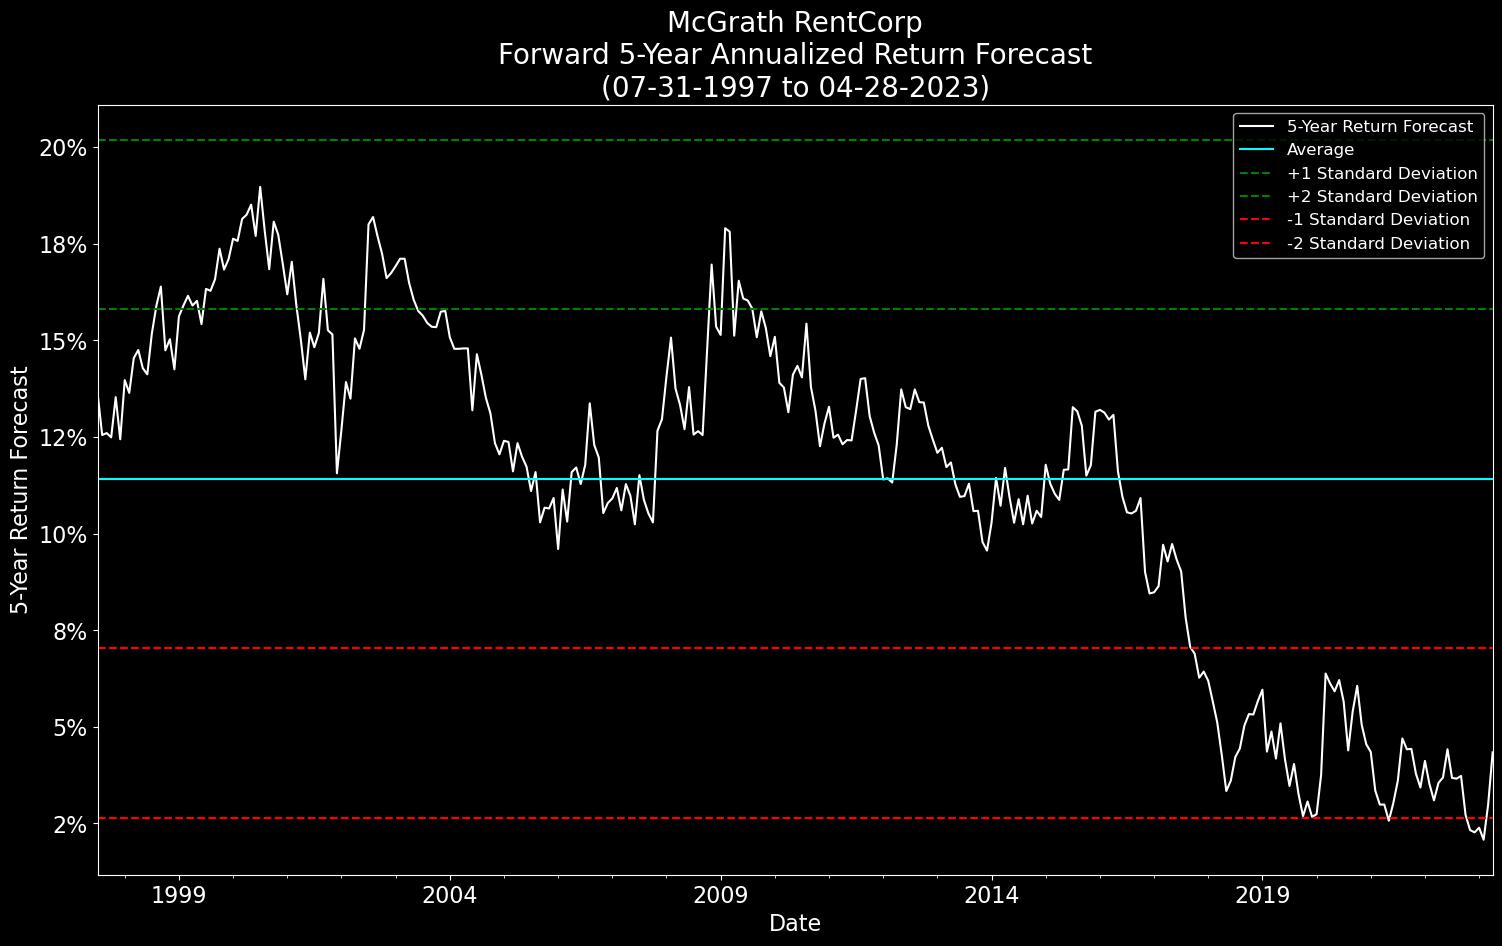 McGrath RentCorp
Forward 5-Year Annualized Return Forecast
(07-31-1997 to 04-28-2023)
5-Year Return Forecast
Average
+1 Standard Deviation
+2 Standard Deviation
-1 Standard Deviation
-2 Standard Deviation
20%
18%
15%
12%
10%
8%
5%
2%
5-Year Return Forecast
1999 2004 2009 2014 2019
Date